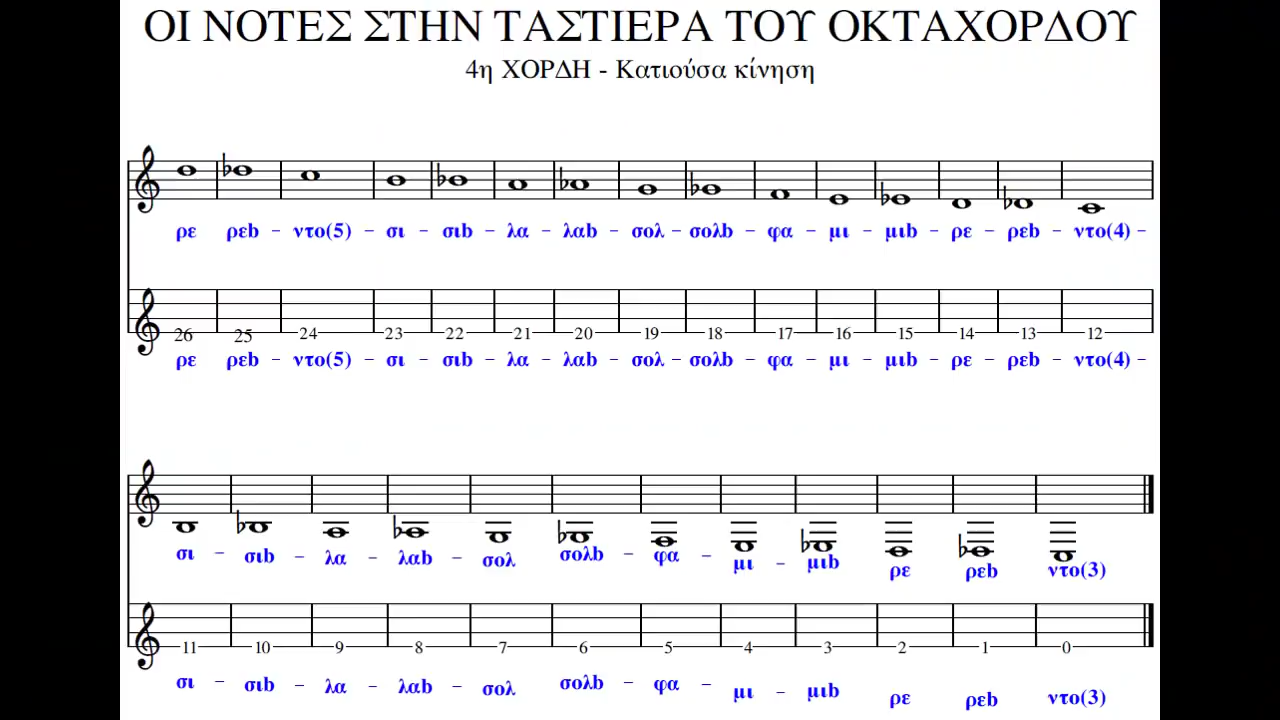 ΟΙ ΝΟΤΕΣ ΣΤΗΝ ΤΑΣΤΙΕΡΑ ΤΟΥ ΟΚΤΑΧΟΡΔΟΥ
4η ΧΟΡΔΗ - Κατιούσα κίνηση
ρε – ρεb – ντο(5) – σι – σιb – λα – λαb – σολ – σολb – φα – μι – μιb – ρε – ρεb – ντο(4) –
26 25 24 23 22 21 20 19 18 17 16 15 14 13 12
ρε – ρεb – ντο(5) – σι – σιb – λα – λαb – σολ – σολb – φα – μι – μιb – ρε – ρεb – ντο(4) –
σι – σιb – λα – λαb – σολ σολb – φα – μι – μιb ρε ρεb ντο(3)
11 10 9 8 7 6 5 4 3 2 1 0
σι – σιb – λα – λαb – σολ σολb – φα – μι – μιb ρε ρεb ντο(3)